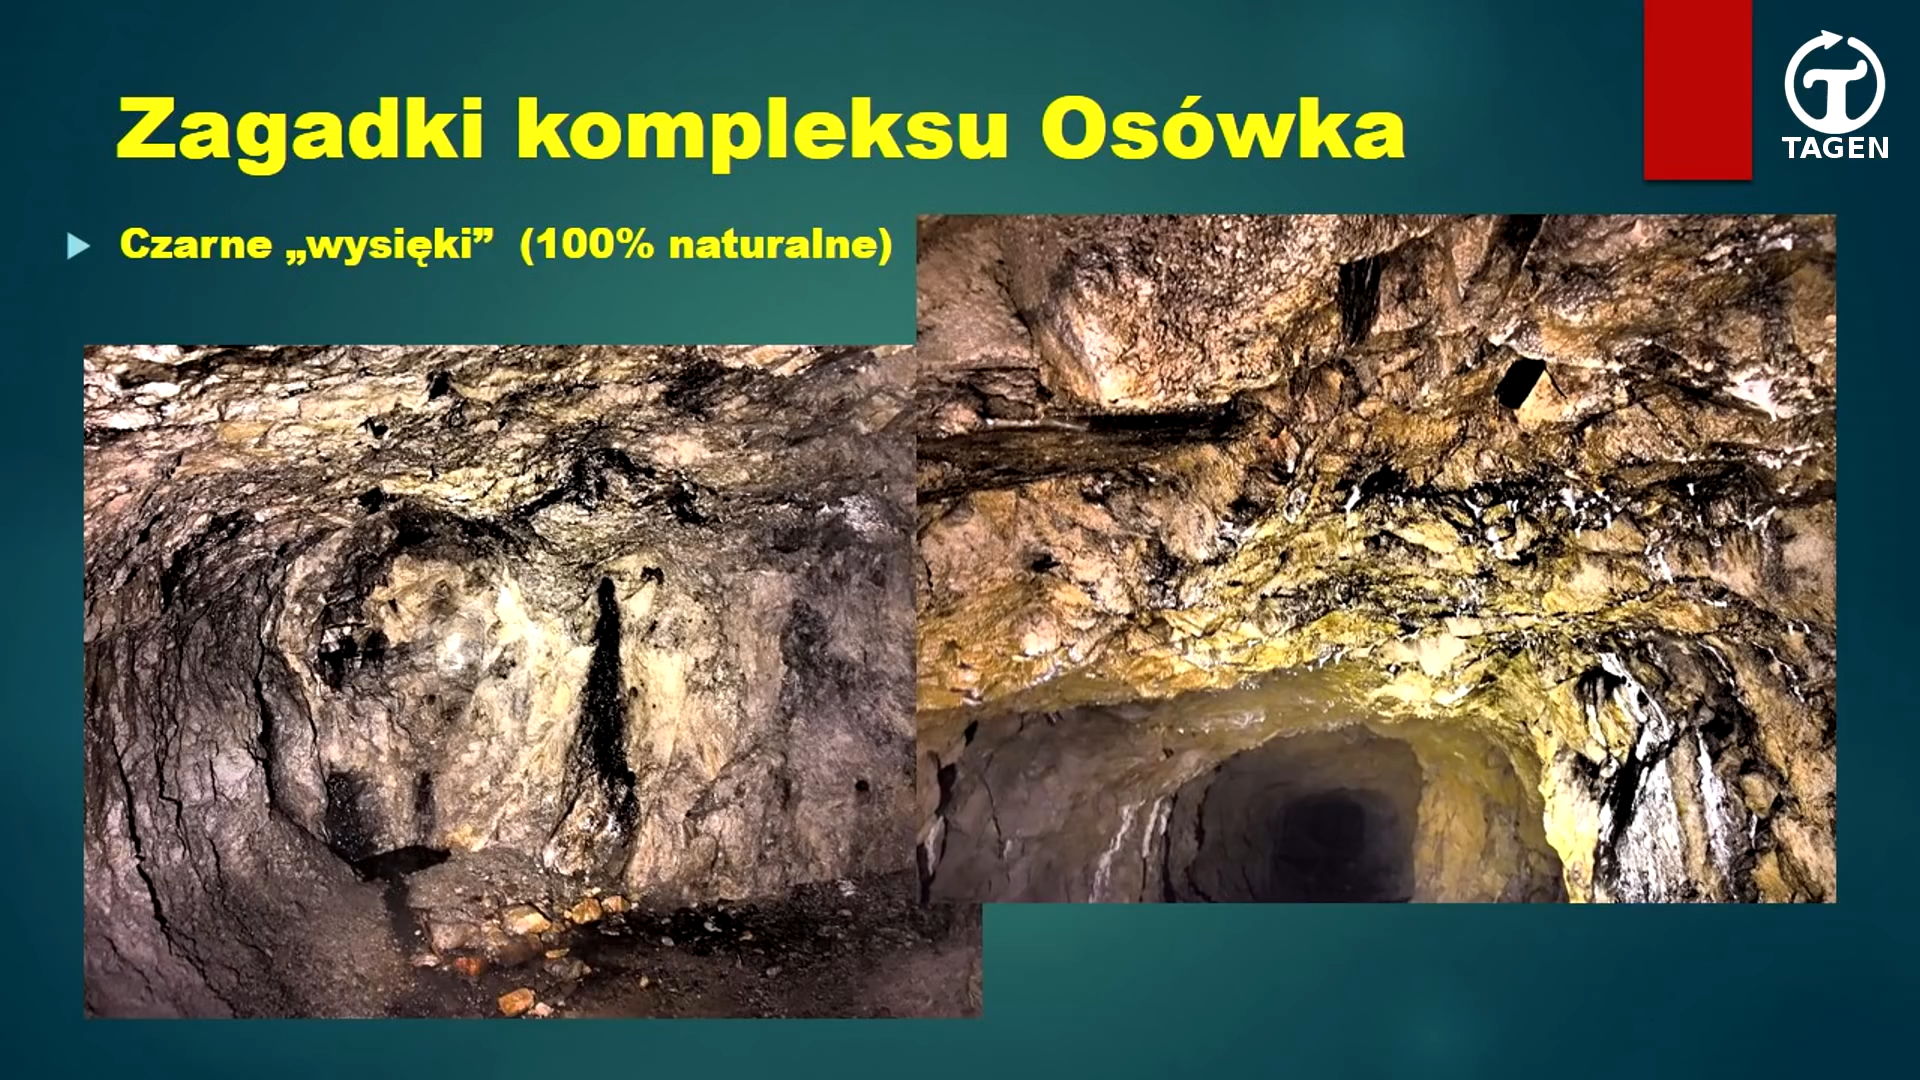 Zagadki kompleksu Osówka
TAGEN
Czarne „wysięki” (100% naturalne)